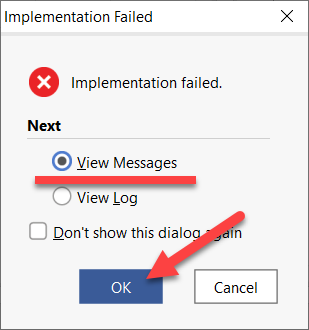 Implementation Failed
Implementation failed.
Next
View Messages
View Log
Don't show this dialog again
OK
Cancel